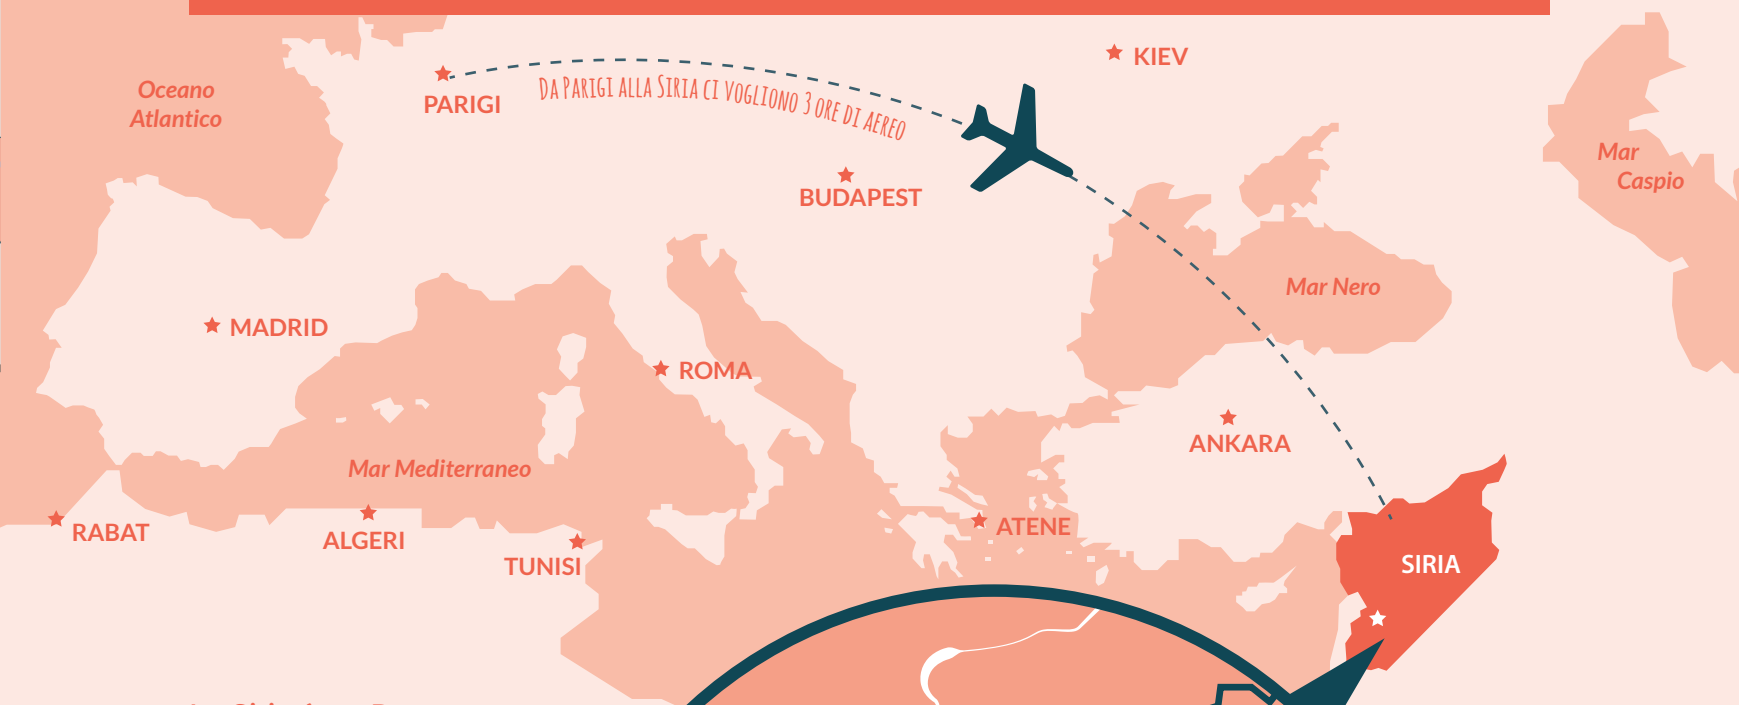 KIEV
Oceano
Atlantico
PARIGI
DA PARIGI ALLA SIRIA CI VOGLIONO 3 ORE DI AEREO
Mar
Caspio
BUDAPEST
Mar Nero
MADRID
ROMA
ANKARA
Mar Mediterraneo
RABAT
ALGERI
ATENE
TUNISI
SIRIA